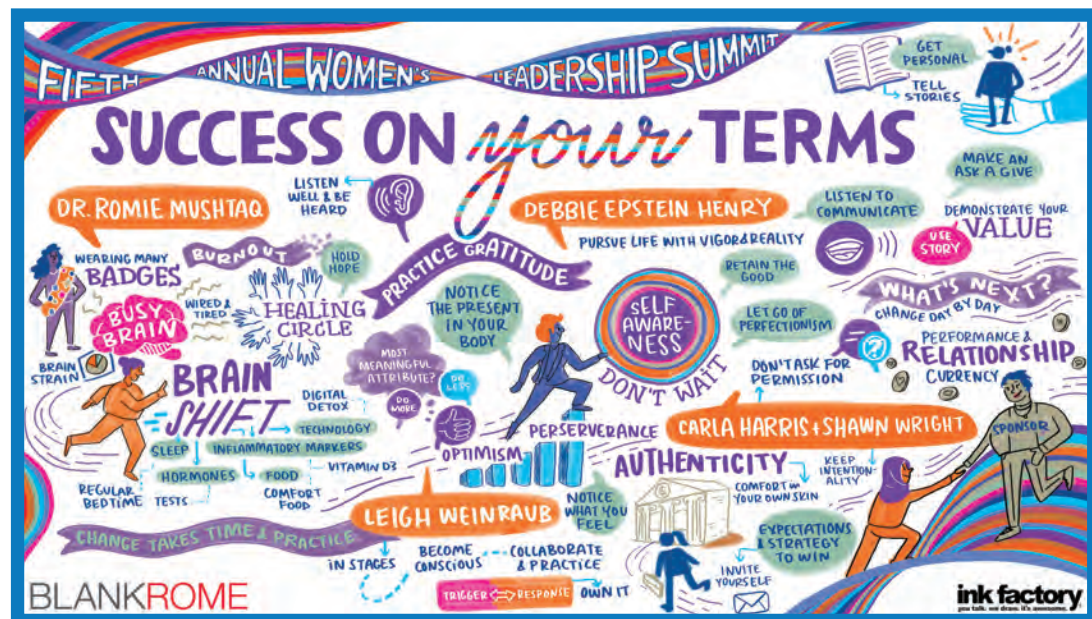 FIFTH ANNUAL WOMEN'S LEADERSHIP SUMMIT
SUCCESS ON your TERMS
GET
PERSONAL
TELL
STORIES
DR. ROMIE MUSHTAQ
LISTEN
WELL & BE
HEARD
WEARING MANY
BADGES
BURNOUT
HOLD
HOPE
BUSY
BRAIN
WIRED &
TIRED
HEALING
CIRCLE
BRAIN
STRAIN
BRAIN
SHIFT
DIGITAL
DETOX
TECHNOLOGY
SLEEP
INFLAMMATORY MARKERS
HORMONES
FOOD
VITAMIN D3
REGULAR
BEDTIME
TESTS
COMFORT
FOOD
CHANGE TAKES TIME & PRACTICE
PRACTICE GRATITUDE
DEBBIE EPSTEIN HENRY
PURSUE LIFE WITH VIGOR & REALITY
NOTICE
THE PRESENT
IN YOUR
BODY
SELF
AWARE-
NESS
DON'T WAIT
RETAIN THE
GOOD
LET GO OF
PERFECTIONISM
MOST
MEANINGFUL
ATTRIBUTE?
DO
LESS
DO
MORE
OPTIMISM
PERSERVERANCE
LEIGH WEINRAUB
NOTICE
WHAT YOU
FEEL
IN STAGES
BECOME
CONSCIOUS
COLLABORATE
& PRACTICE
TRIGGER
RESPONSE
OWN IT
LISTEN TO
COMMUNICATE
MAKE AN
ASK A GIVE
USE
STORY
DEMONSTRATE YOUR
VALUE
WHAT'S NEXT?
CHANGE DAY BY DAY
PERFORMANCE &
RELATIONSHIP
CURRENCY
DON'T ASK FOR
PERMISSION
CARLA HARRIS + SHAWN WRIGHT
SPONSOR
AUTHENTICITY
COMFORT IN
YOUR OWN SKIN
KEEP
INTENTION-
ALITY
EXPECTATIONS
& STRATEGY
TO WIN
INVITE
YOURSELF
BLANKROME
ink factory
you talk. we draw. it's awesome.